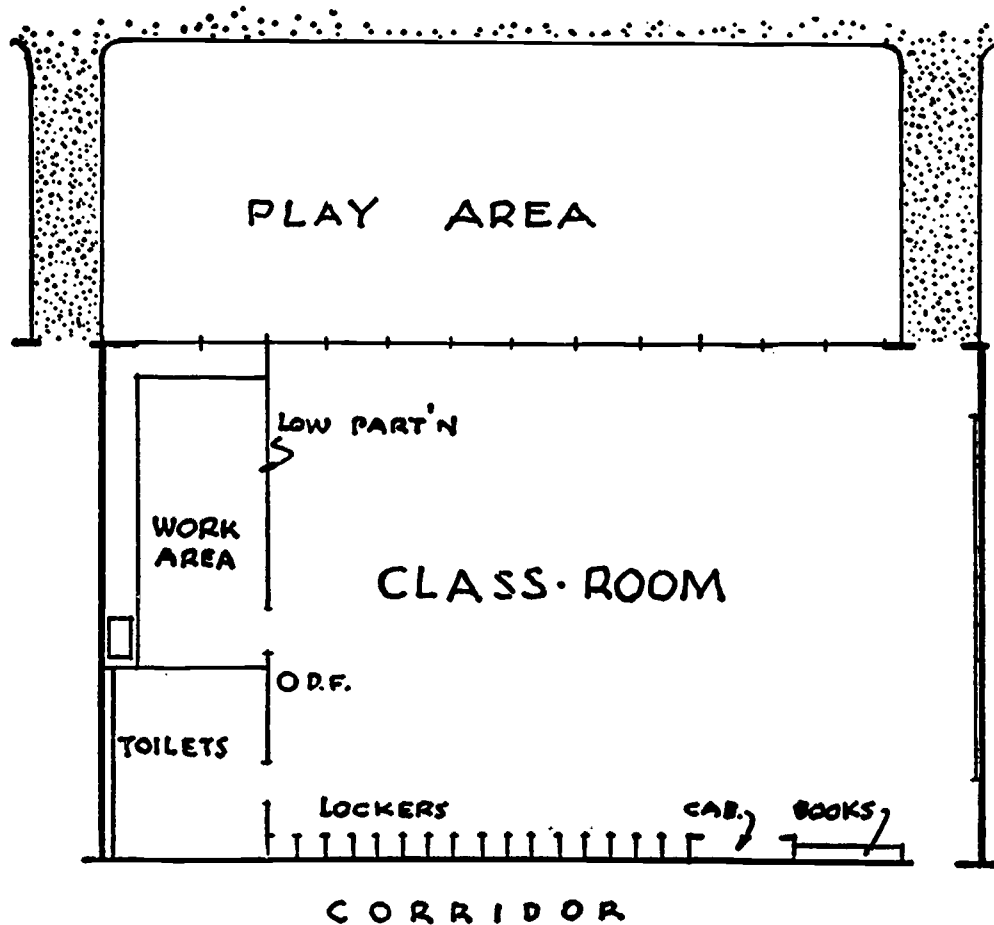 PLAY AREA
LOW PART'N
WORK
AREA
CLASS·ROOM
D.F.
TOILETS
LOCKERS
CAB.
BOOKS
CORRIDOR